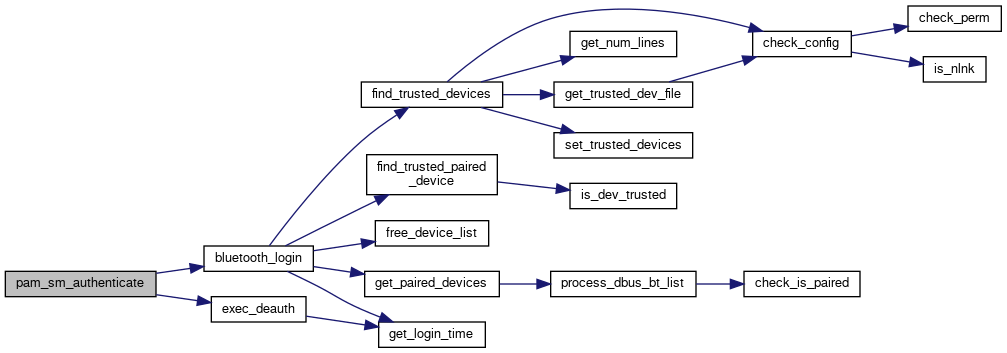 check_perm
get_num_lines
check_config
is_nlnk
find_trusted_devices
get_trusted_dev_file
set_trusted_devices
find_trusted_paired
_device
is_dev_trusted
free_device_list
bluetooth_login
pam_sm_authenticate
get_paired_devices
process_dbus_bt_list
check_is_paired
exec_deauth
get_login_time